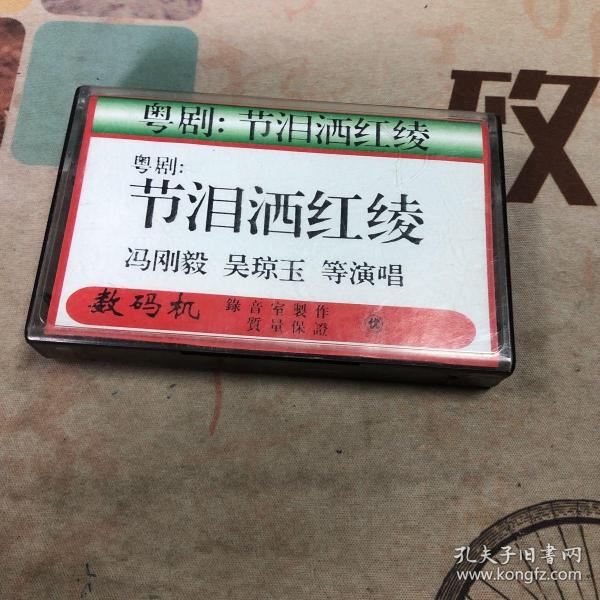 粤剧: 节泪洒红绫
粤剧:
节泪洒红绫
冯刚毅 吴琼玉 等演唱
数码机 錄音室製作
質量保證 优
孔夫子旧书网
www.kongfz.com